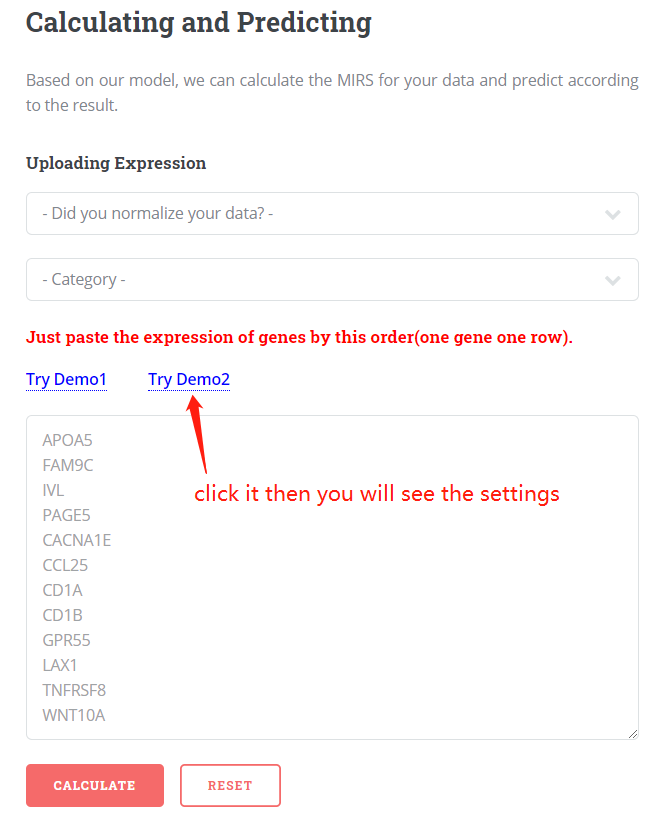 Calculating and Predicting
Based on our model, we can calculate the MIRS for your data and predict according
to the result.
Uploading Expression
- Did you normalize your data? -
- Category -
Just paste the expression of genes by this order(one gene one row).
Try Demo1 Try Demo2
APOA5
FAM9C
IVL
click it then you will see the settings
PAGE5
CACNA1E
CCL25
CD1A
CD1B
GPR55
LAX1
TNFRSF8
WNT10A
CALCULATE RESET